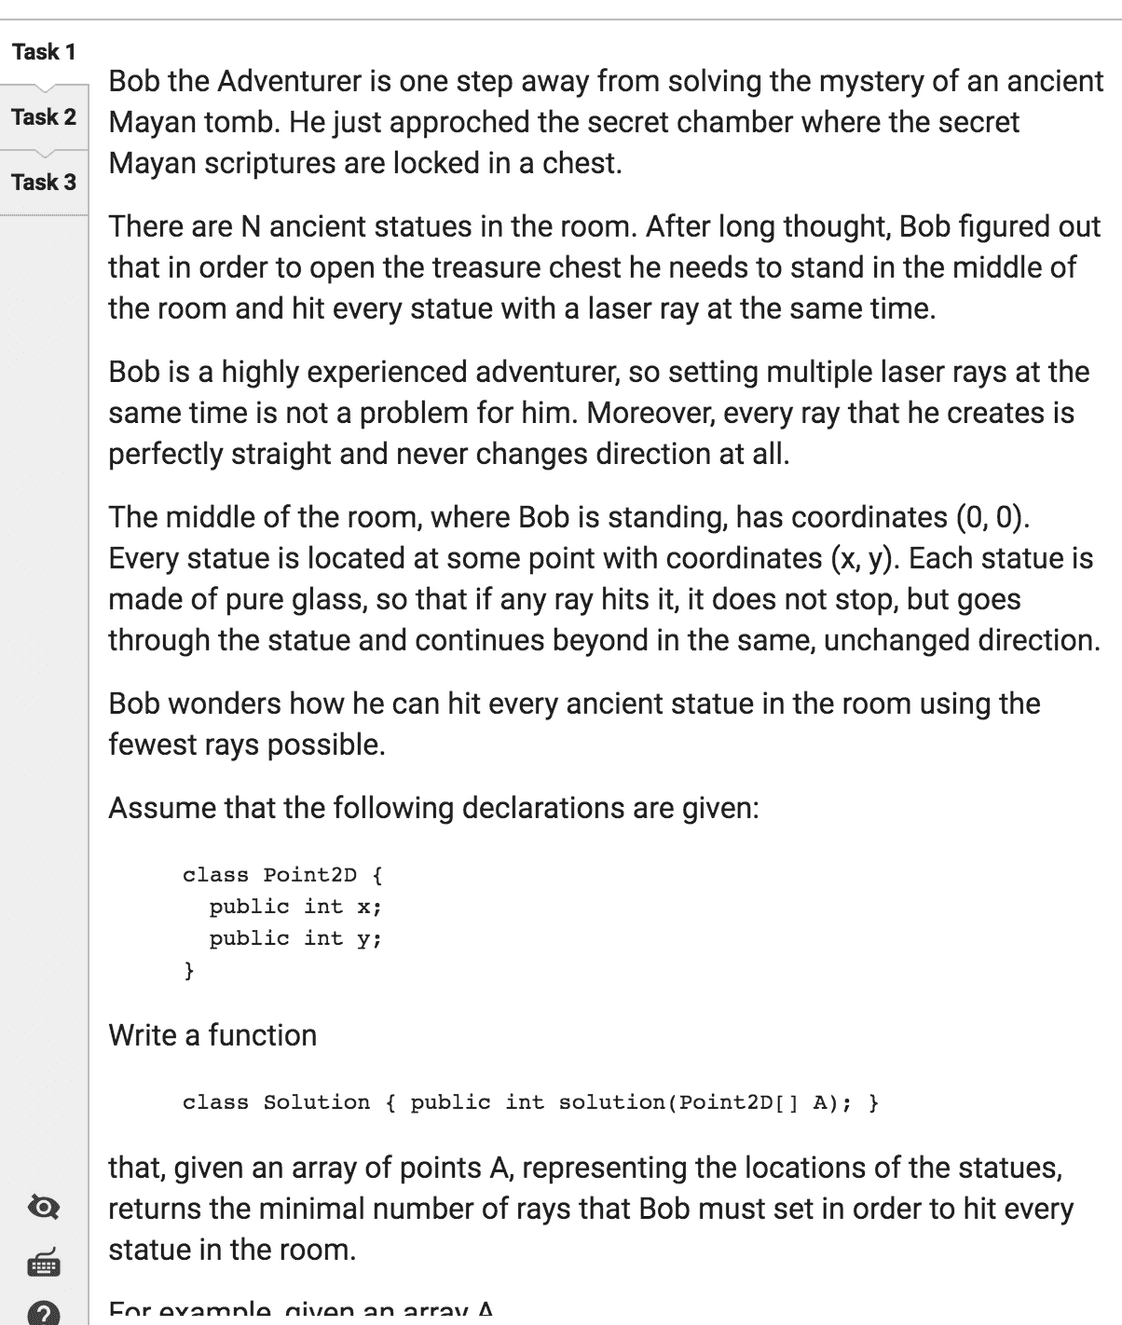 Task 1
Task 2
Task 3
Bob the Adventurer is one step away from solving the mystery of an ancient
Mayan tomb. He just approched the secret chamber where the secret
Mayan scriptures are locked in a chest.
There are N ancient statues in the room. After long thought, Bob figured out
that in order to open the treasure chest he needs to stand in the middle of
the room and hit every statue with a laser ray at the same time.
Bob is a highly experienced adventurer, so setting multiple laser rays at the
same time is not a problem for him. Moreover, every ray that he creates is
perfectly straight and never changes direction at all.
The middle of the room, where Bob is standing, has coordinates (0, 0).
Every statue is located at some point with coordinates (x, y). Each statue is
made of pure glass, so that if any ray hits it, it does not stop, but goes
through the statue and continues beyond in the same, unchanged direction.
Bob wonders how he can hit every ancient statue in the room using the
fewest rays possible.
Assume that the following declarations are given:
class Point2D {
public int x;
public int y;
}
Write a function
class Solution { public int solution(Point2D[] A); }
that, given an array of points A, representing the locations of the statues,
returns the minimal number of rays that Bob must set in order to hit every
statue in the room.
For example, given an array A
?